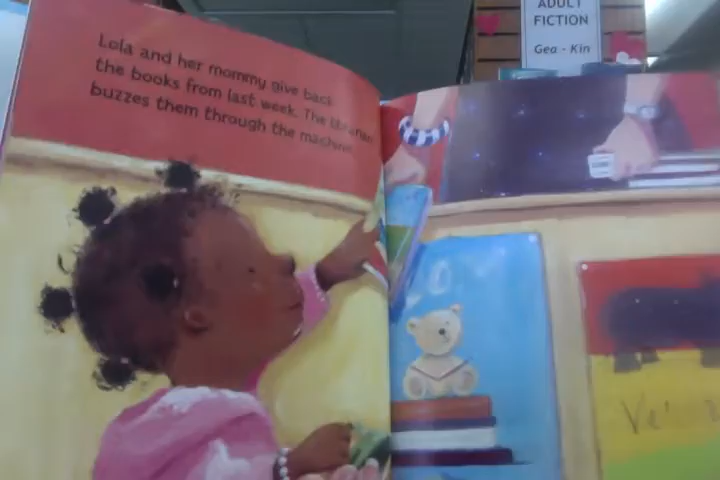 Lola and her mommy give back
the books from last week. The librarian
buzzes them through the machine.
ADULT
FICTION
Gea - Kin